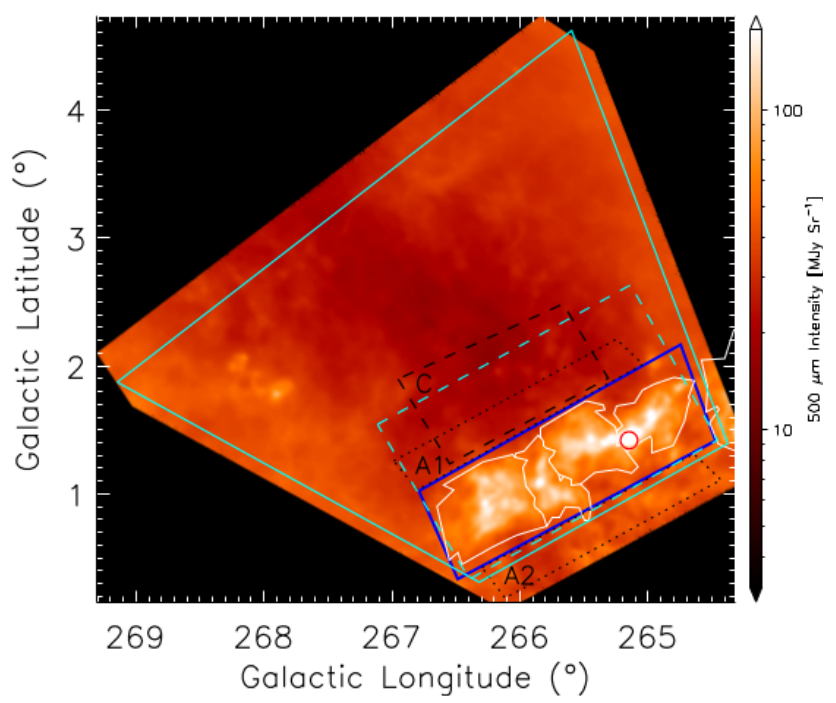 4
3
2
1
Galactic Latitude (°)
C
A1
A2
269 268 267 266 265
Galactic Longitude (°)
100
10
500 μm Intensity [MJy Sr⁻¹]